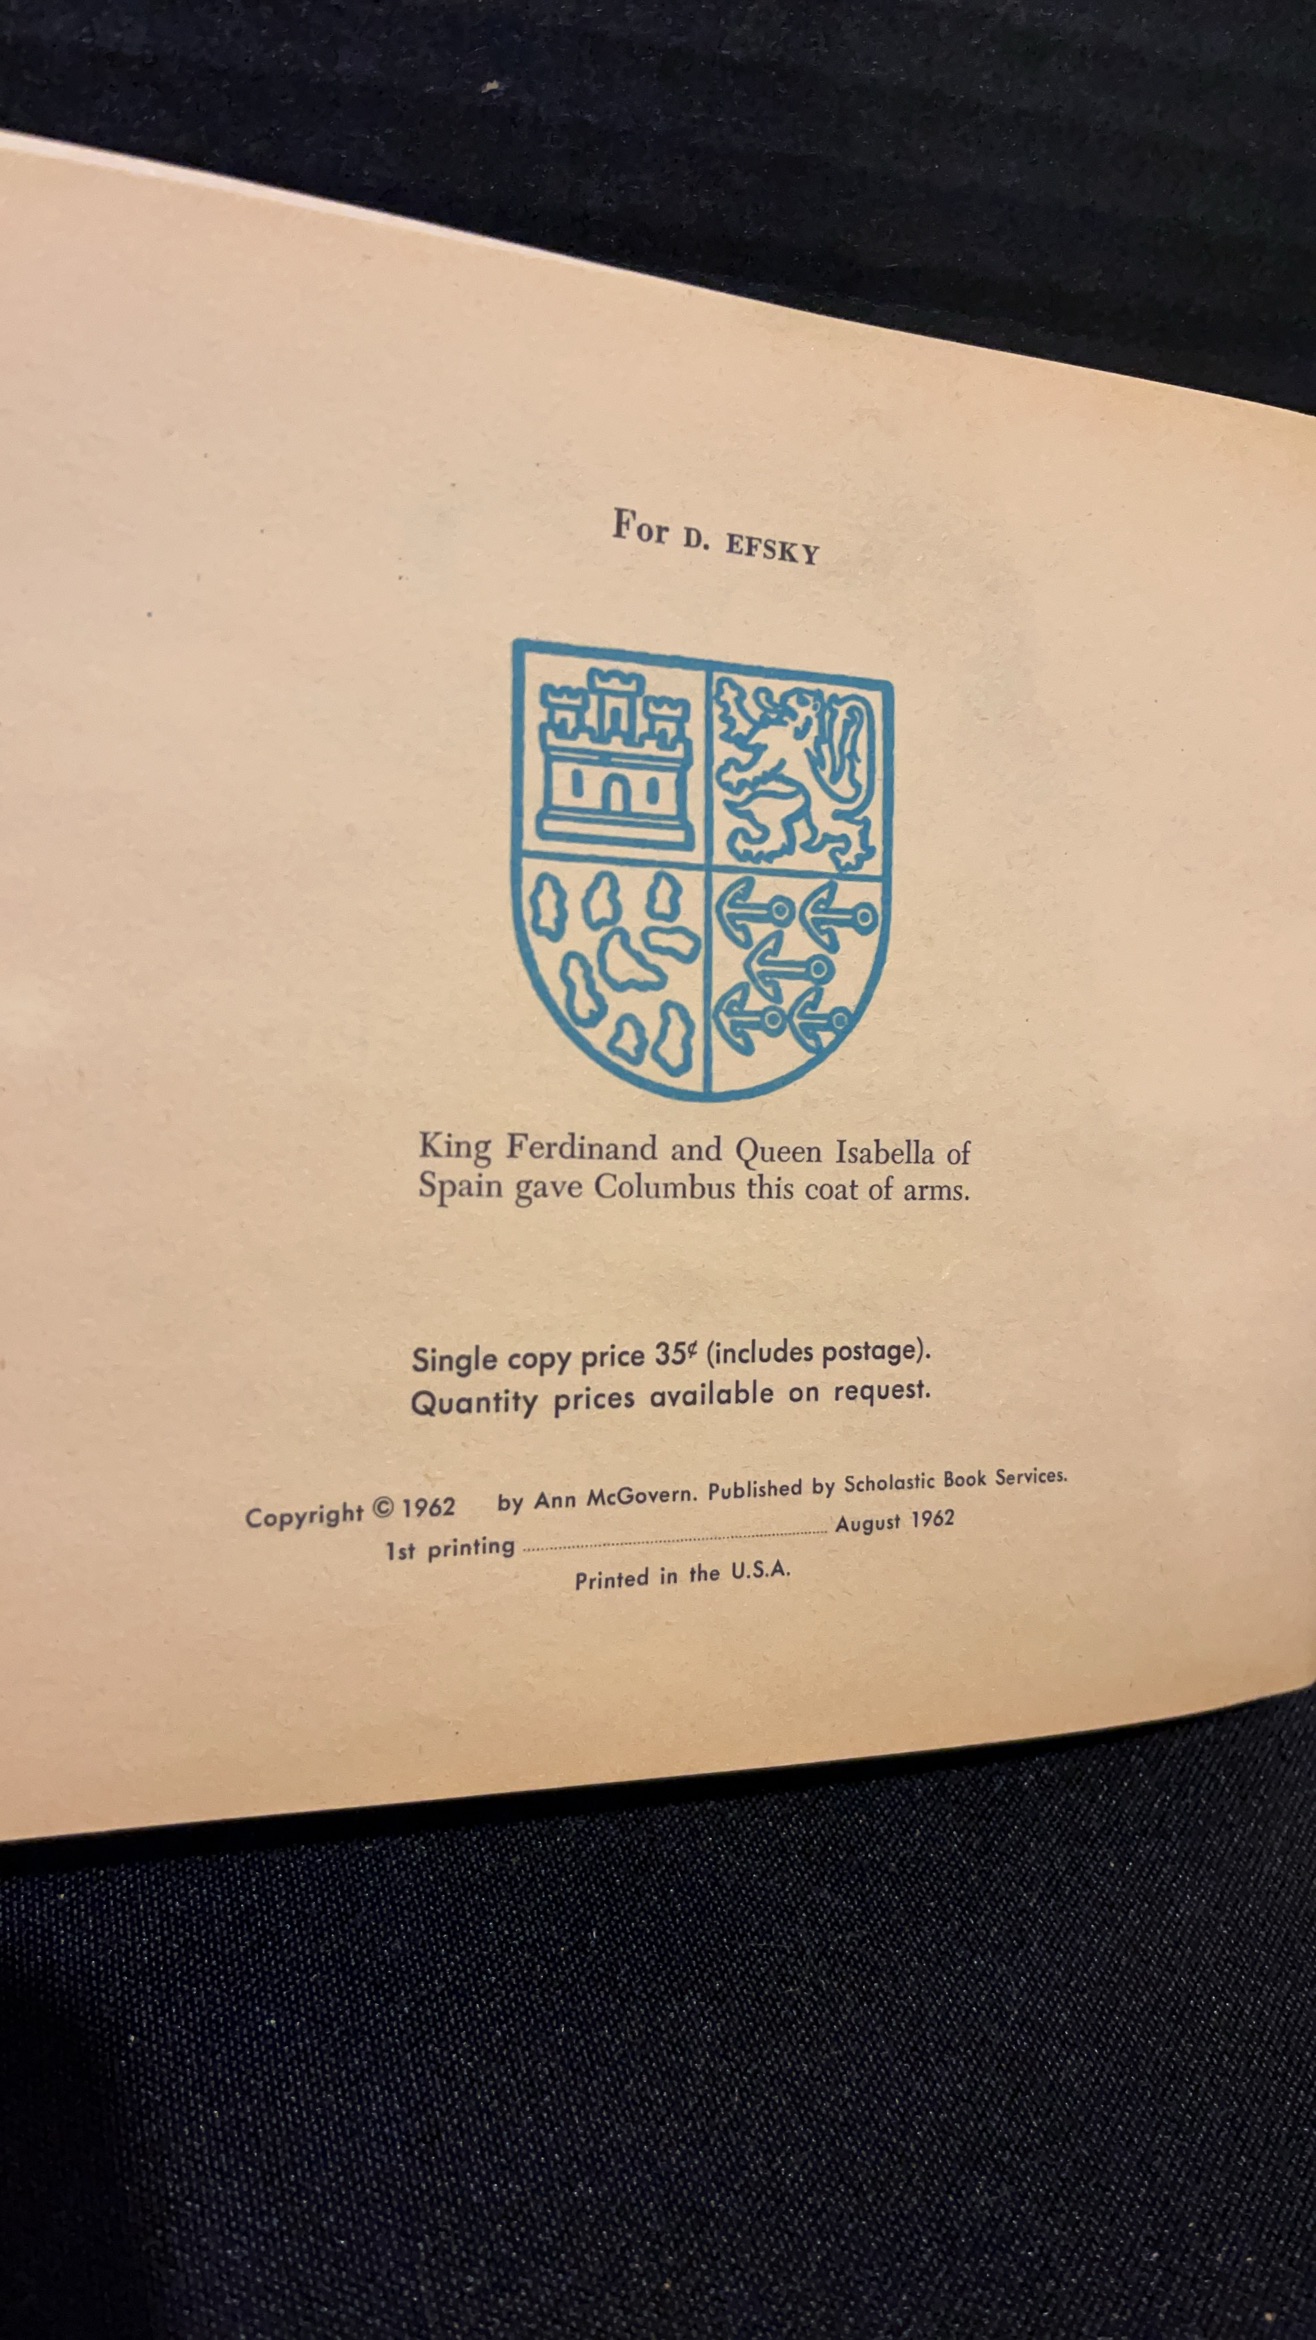 For D. EFSKY
King Ferdinand and Queen Isabella of
Spain gave Columbus this coat of arms.
Single copy price 35¢ (includes postage).
Quantity prices available on request.
Copyright © 1962 by Ann McGovern. Published by Scholastic Book Services.
1st printing ........................................ August 1962
Printed in the U.S.A.